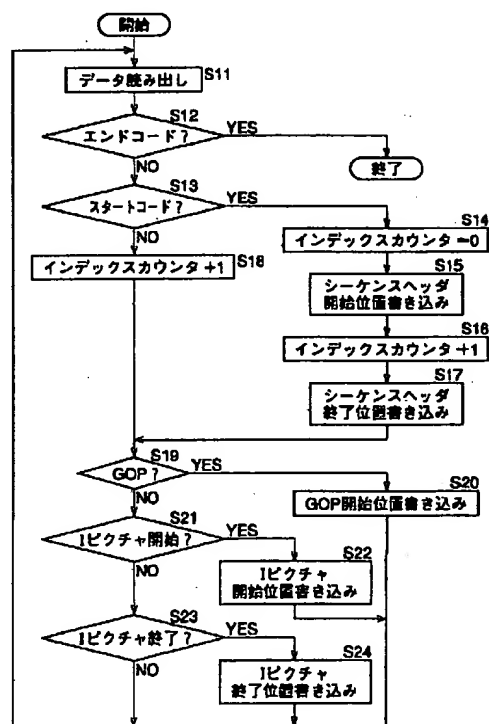 開始
データ読み出し
S11
S12
エンドコード?
YES
NO
終了
S13
スタートコード?
YES
NO
S14
インデックスカウンタ=0
インデックスカウンタ+1
S18
S15
シーケンスヘッダ
開始位置書き込み
S16
インデックスカウンタ+1
S17
シーケンスヘッダ
終了位置書き込み
S19
GOP?
YES
NO
S20
GOP開始位置書き込み
S21
Iピクチャ開始?
YES
NO
S22
Iピクチャ
開始位置書き込み
S23
Iピクチャ終了?
YES
NO
S24
Iピクチャ
終了位置書き込み